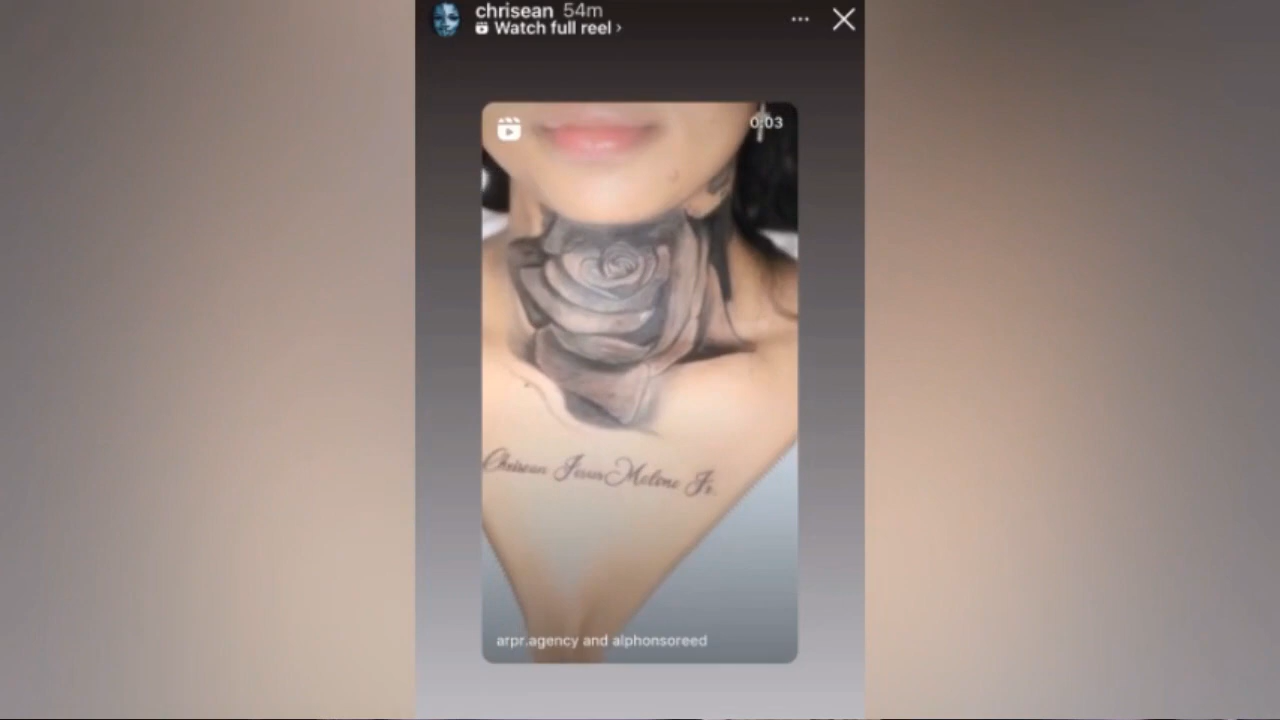 chrisean 54m
Watch full reel ›
0:03
Chrisean Jesus Malone Jr.
arpr.agency and alphonsoreed